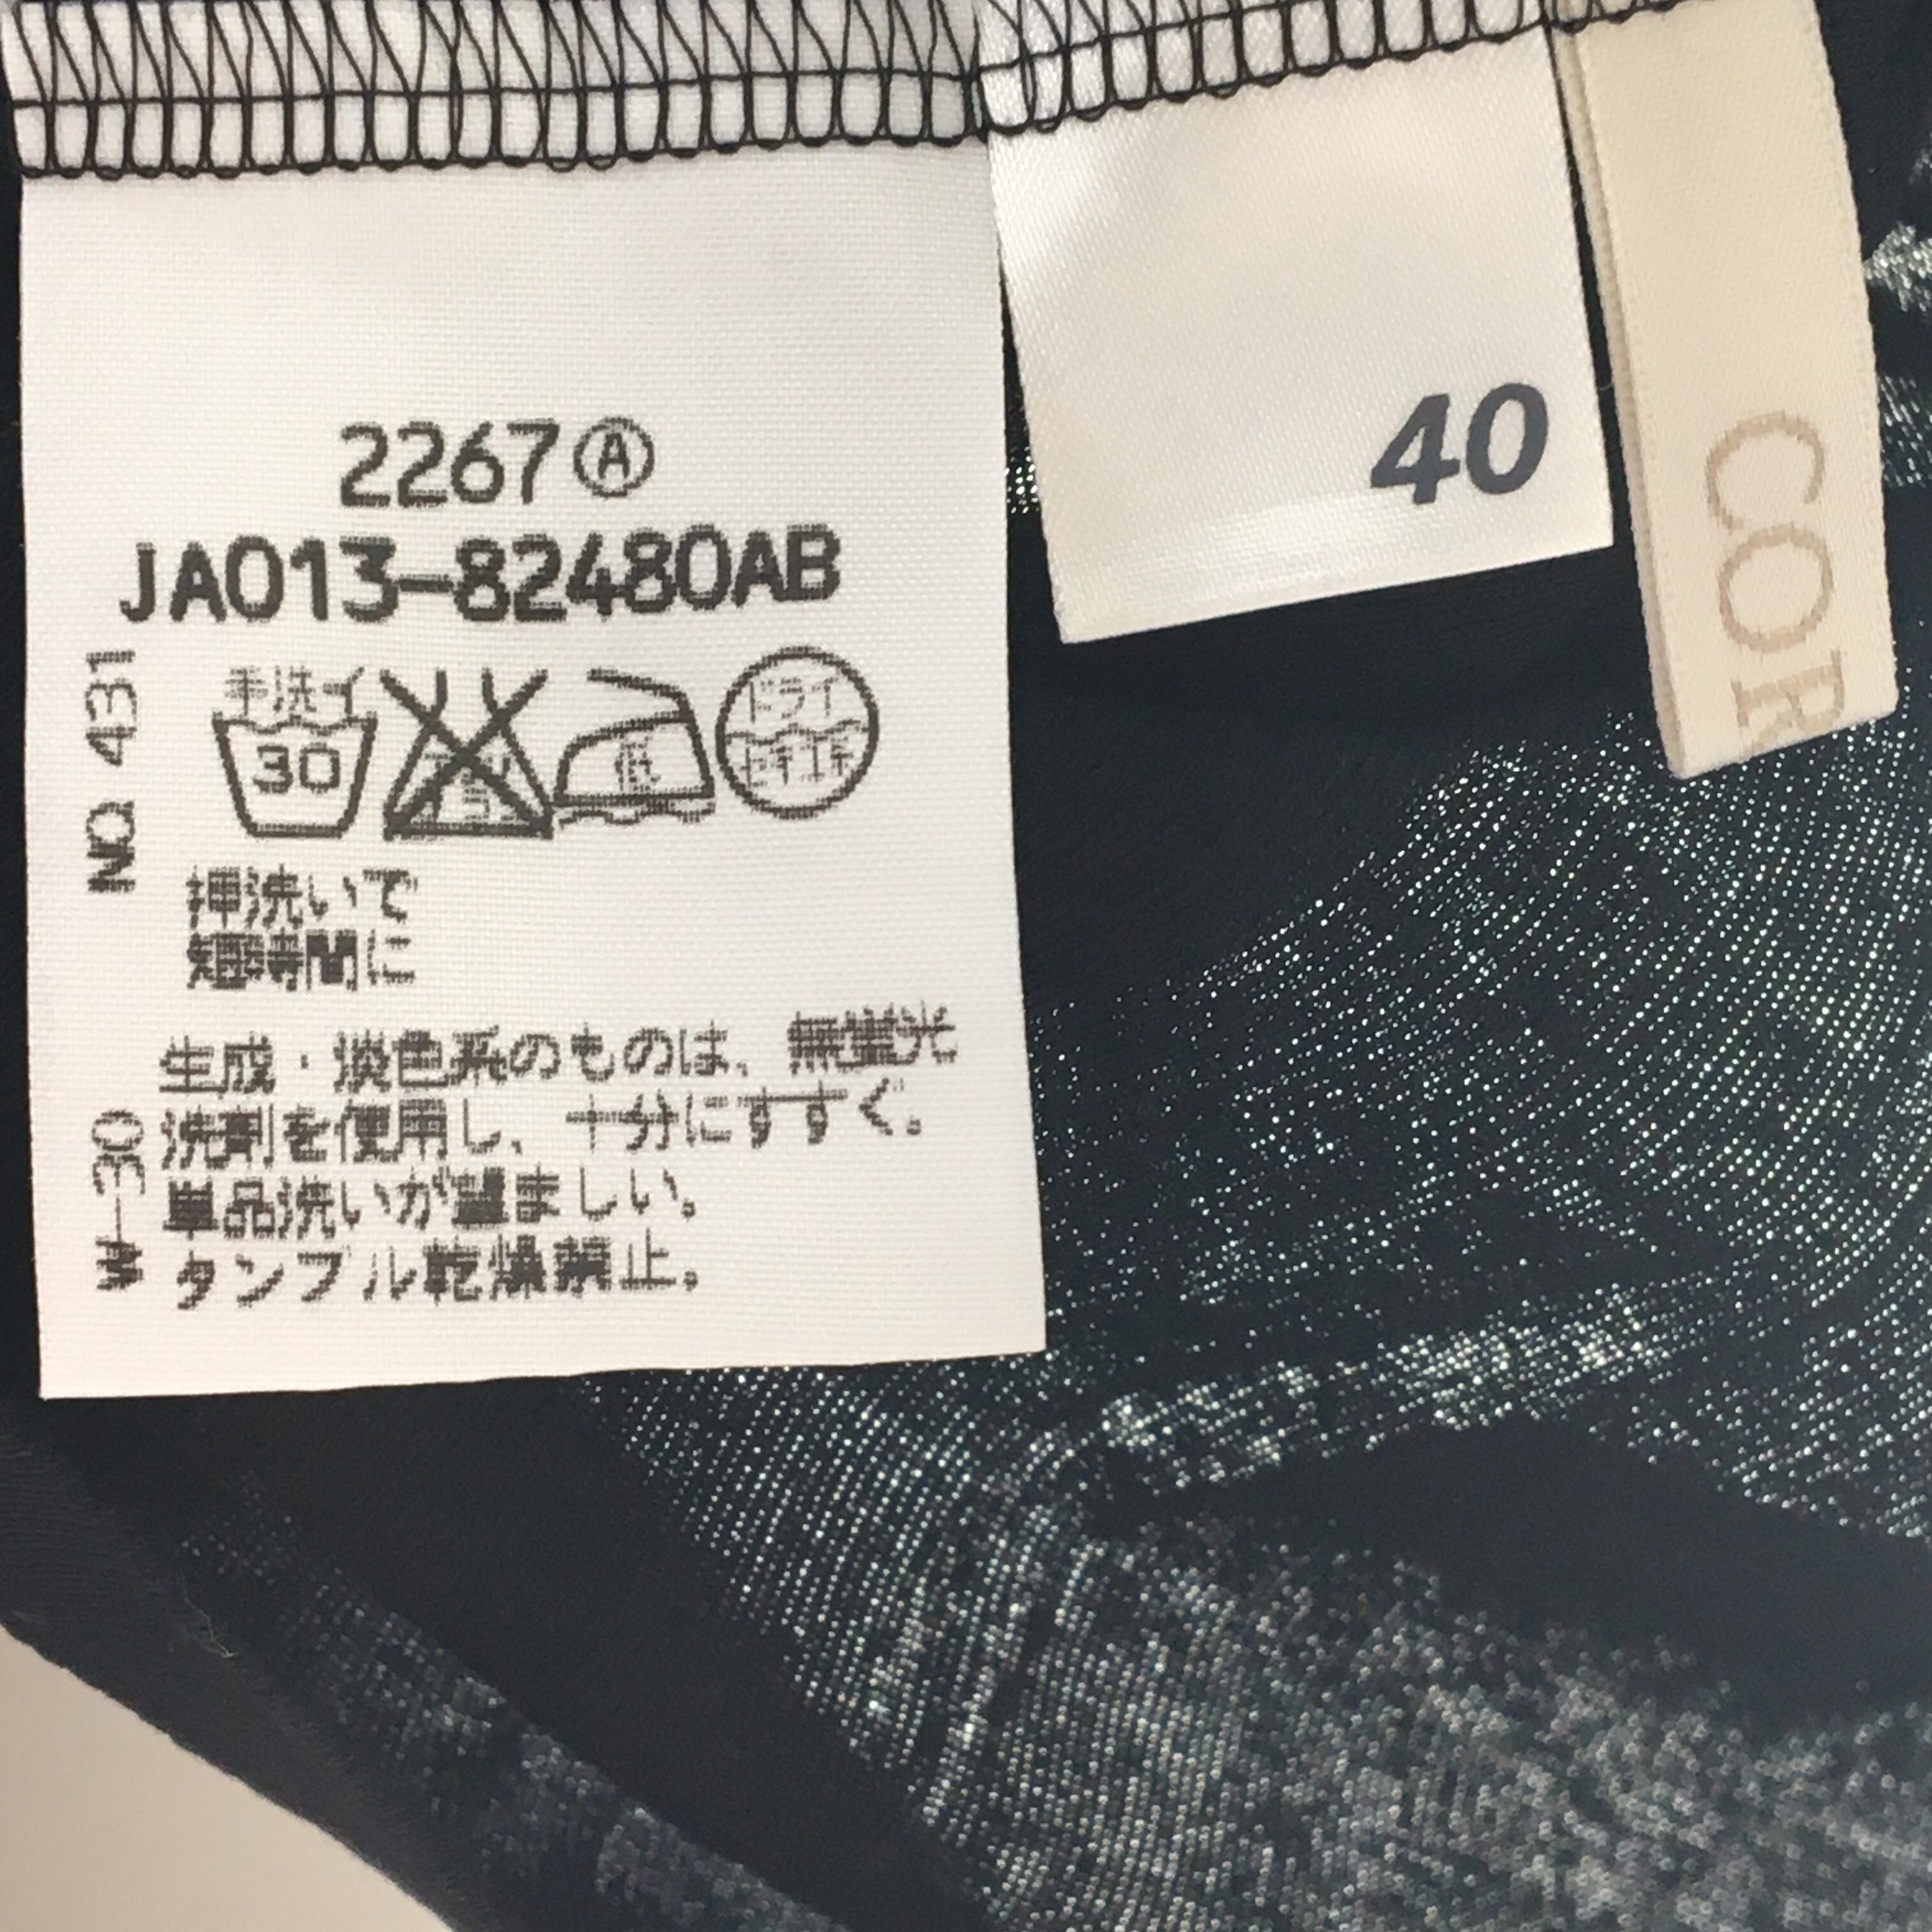 2267Ⓐ
JA013-82480AB
NO 431
手洗イ
30
低
ドライ
セキユ系
押洗いで
短時間に
生成・淡色系のものは、無蛍光
洗剤を使用し、十分にすすぐ。
単品洗いが望ましい。
タンブル乾燥禁止。
W-30
40
COR